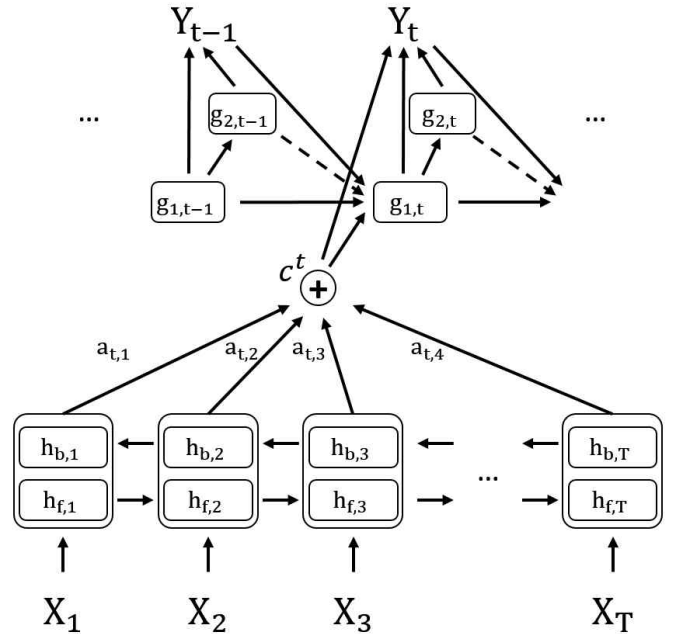 Y_{t−1} Y_t
... g_{2,t−1} g_{2,t} ...
g_{1,t−1} g_{1,t}
c^t
+
a_{t,1} a_{t,2} a_{t,3} a_{t,4}
h_{b,1} h_{b,2} h_{b,3} h_{b,T}
...
h_{f,1} h_{f,2} h_{f,3} h_{f,T}
X_1 X_2 X_3 X_T